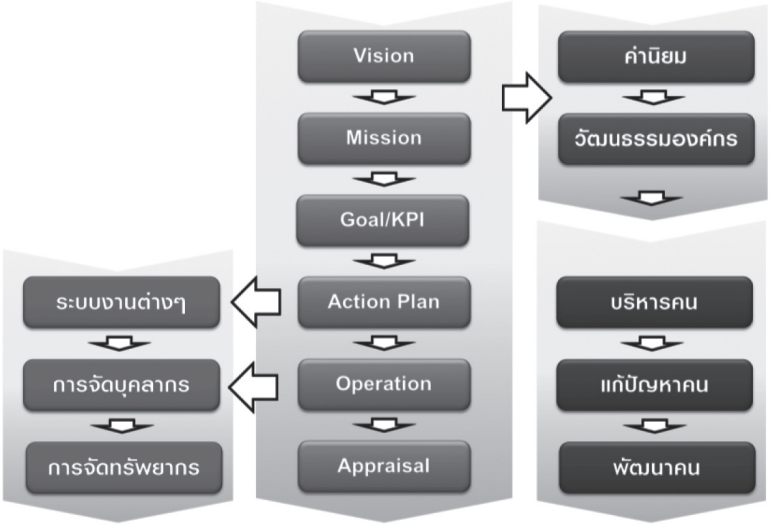 Vision
Mission
Goal/KPI
Action Plan
Operation
Appraisal
ค่านิยม
วัฒนธรรมองค์กร
บริหารคน
แก้ปัญหาคน
พัฒนาคน
ระบบงานต่างๆ
การจัดบุคลากร
การจัดทรัพยากร